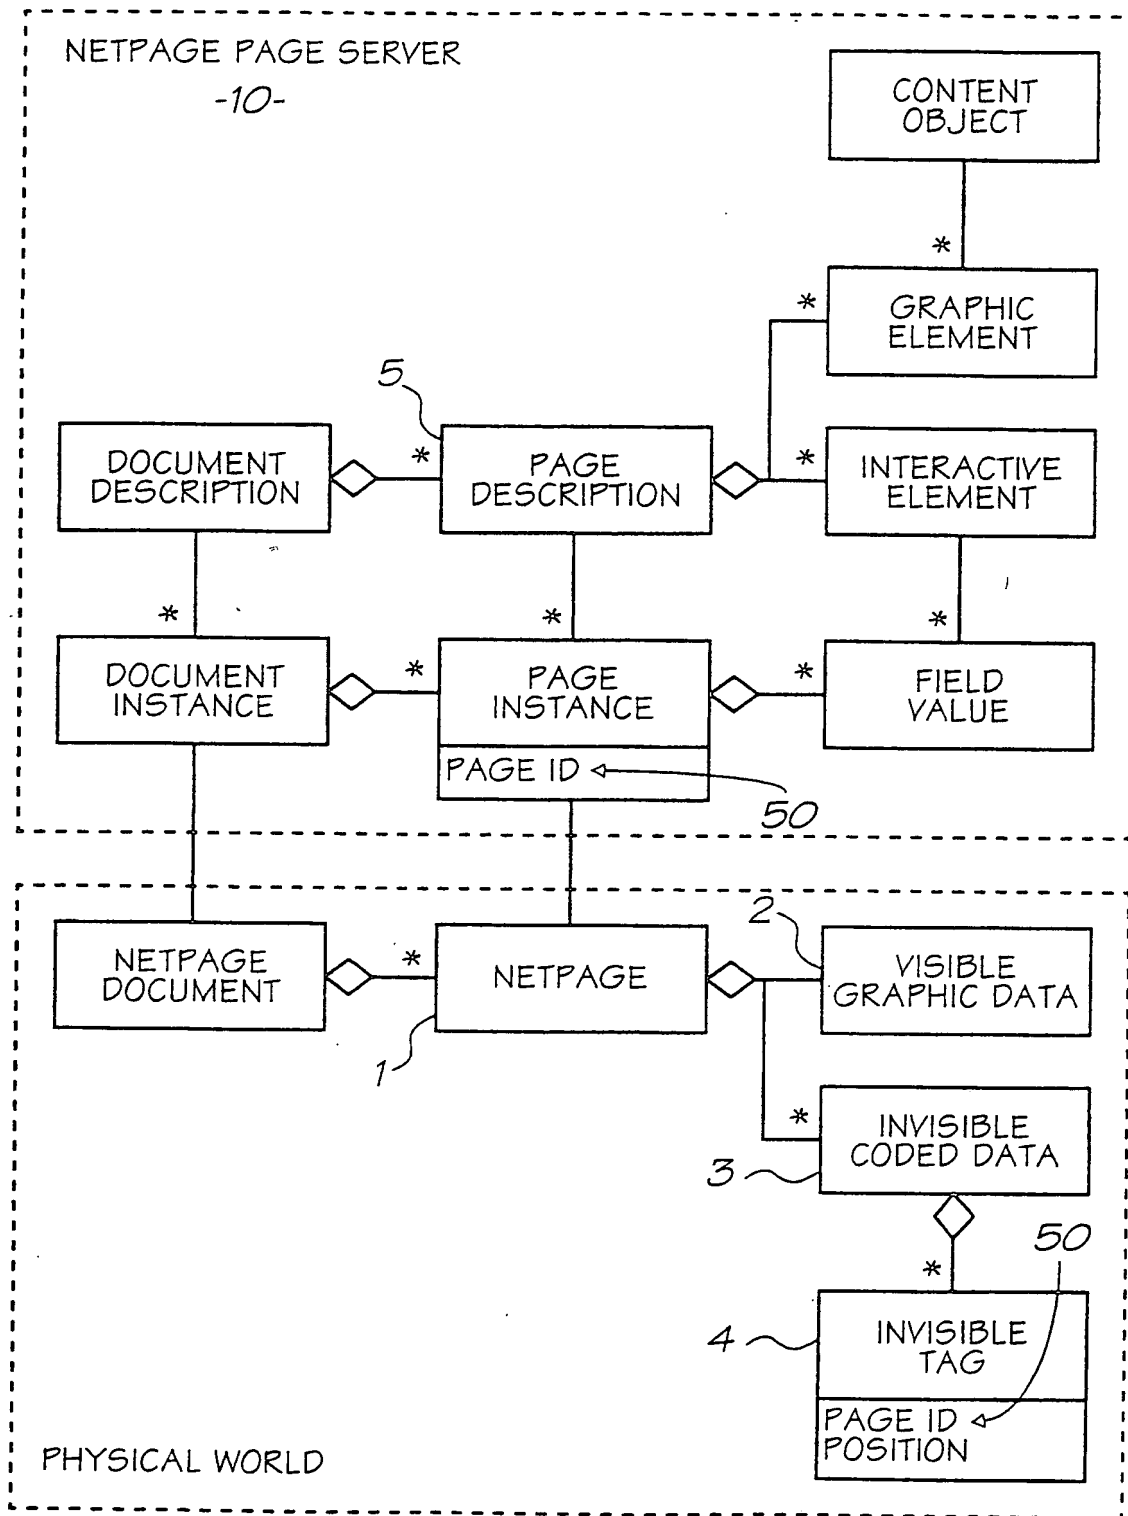 NETPAGE PAGE SERVER
-10-
CONTENT
OBJECT
*
*
GRAPHIC
ELEMENT
5
DOCUMENT
DESCRIPTION
*
PAGE
DESCRIPTION
*
INTERACTIVE
ELEMENT
*
*
*
DOCUMENT
INSTANCE
*
PAGE
INSTANCE
*
FIELD
VALUE
PAGE ID
50
NETPAGE
DOCUMENT
*
NETPAGE
1
2
VISIBLE
GRAPHIC DATA
*
INVISIBLE
CODED DATA
3
*
50
4
INVISIBLE
TAG
PAGE ID
POSITION
PHYSICAL WORLD